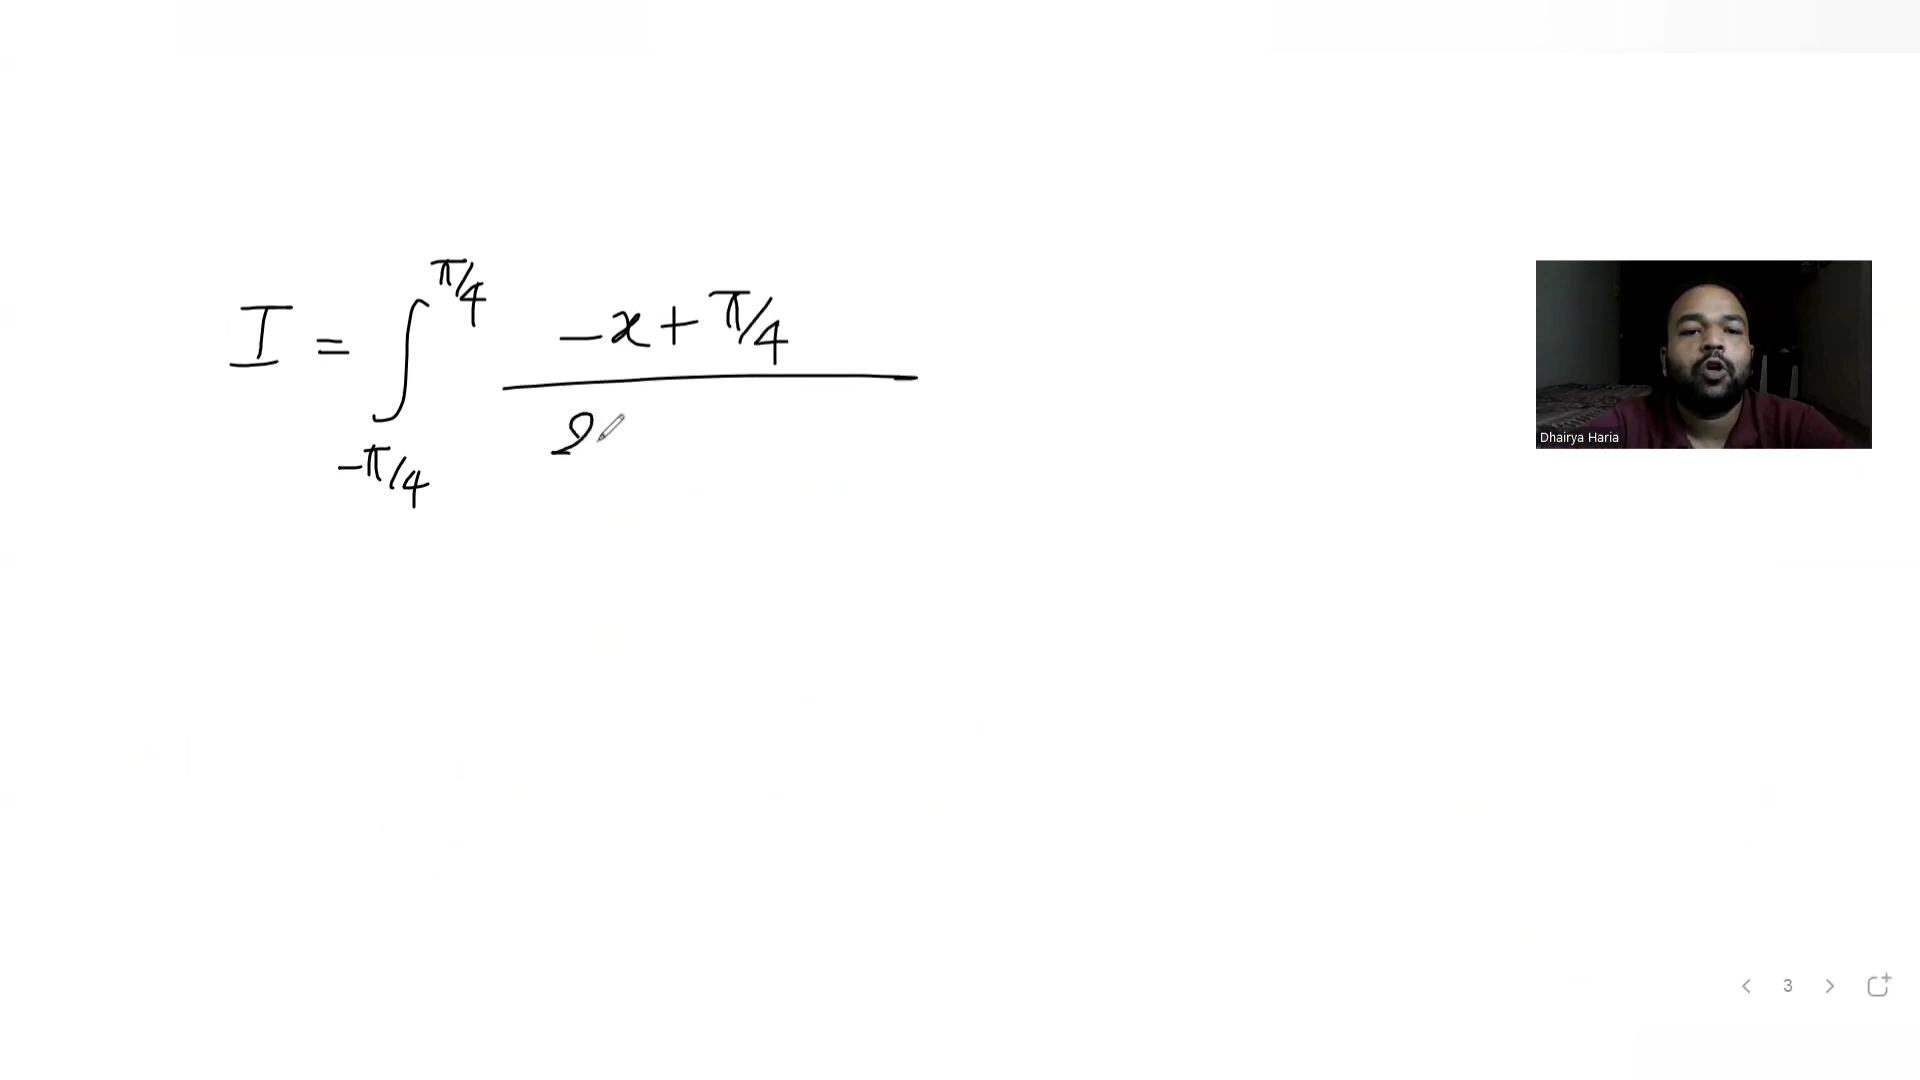 I = ∫_{-π/4}^{π/4} (-x + π/4)/2
Dhairya Haria
3